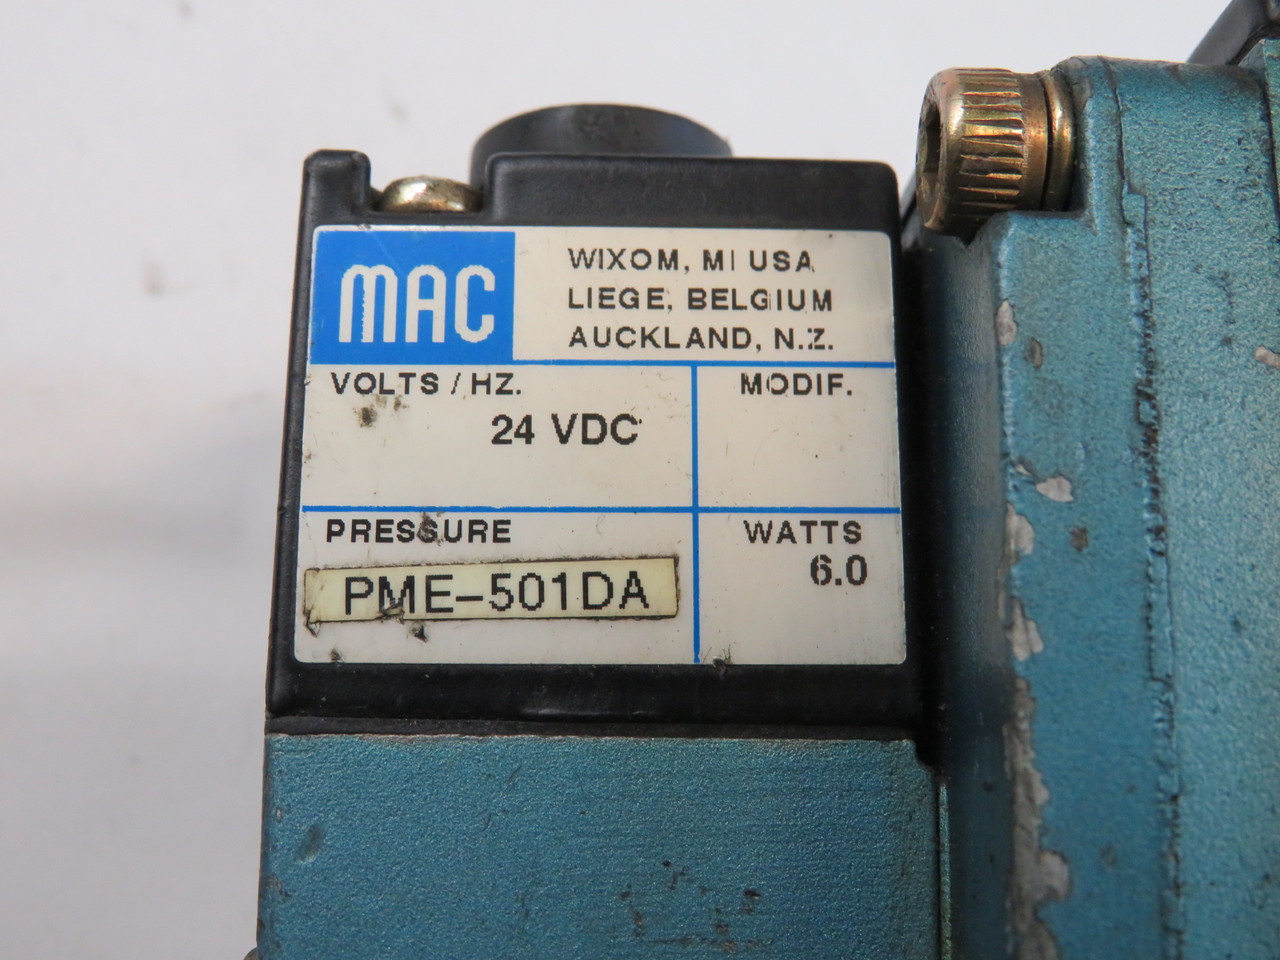 MAC
WIXOM, MI USA
LIEGE, BELGIUM
AUCKLAND, N.Z.
VOLTS / HZ.
24 VDC
MODIF.
PRESSURE
PME-501DA
WATTS
6.0